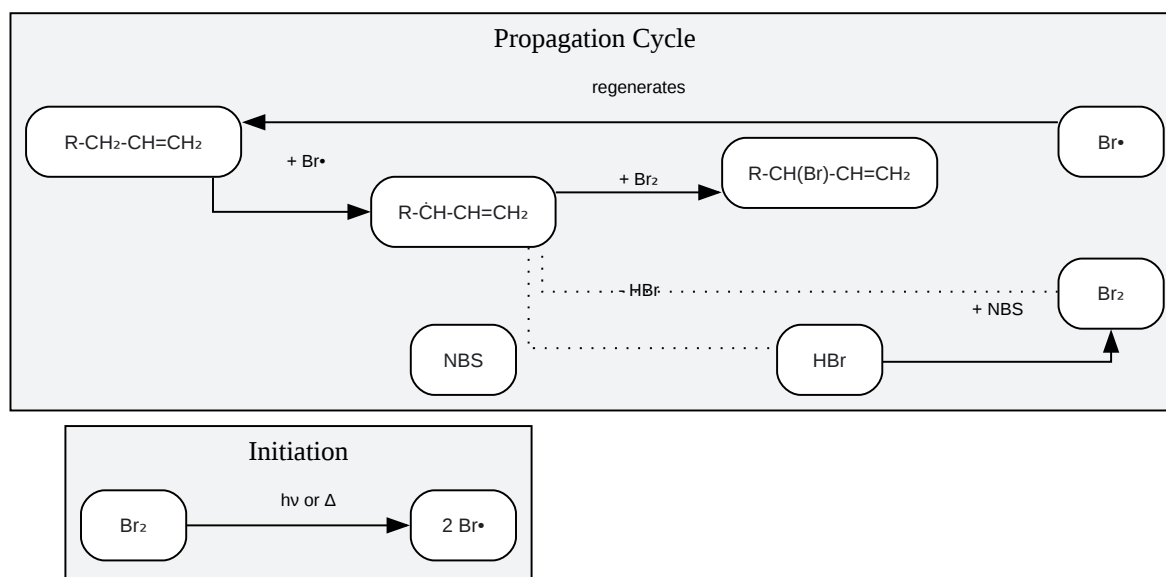 Propagation Cycle
regenerates
R-CH₂-CH=CH₂
Br•
+ Br•
R-CH(Br)-CH=CH₂
+ Br₂
R-ĊH-CH=CH₂
- HBr
Br₂
+ NBS
NBS
HBr
Initiation
Br₂
hν or Δ
2 Br•